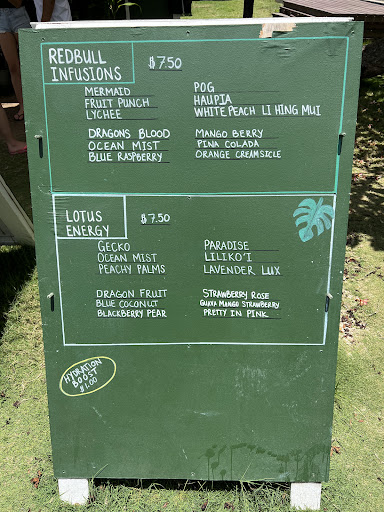 REDBULL INFUSIONS
$7.50
MERMAID
FRUIT PUNCH
LYCHEE
POG
HAUPIA
WHITE PEACH LI HING MUI
DRAGONS BLOOD
OCEAN MIST
BLUE RASPBERRY
MANGO BERRY
PINA COLADA
ORANGE CREAMSICLE
LOTUS ENERGY
$7.50
GECKO
OCEAN MIST
PEACHY PALMS
PARADISE
LILIKO'I
LAVENDER LUX
DRAGON FRUIT
BLUE COCONUT
BLACKBERRY PEAR
STRAWBERRY ROSE
GUAVA MANGO STRAWBERRY
PRETTY IN PINK
HYDRATION
BOOST
$1.00